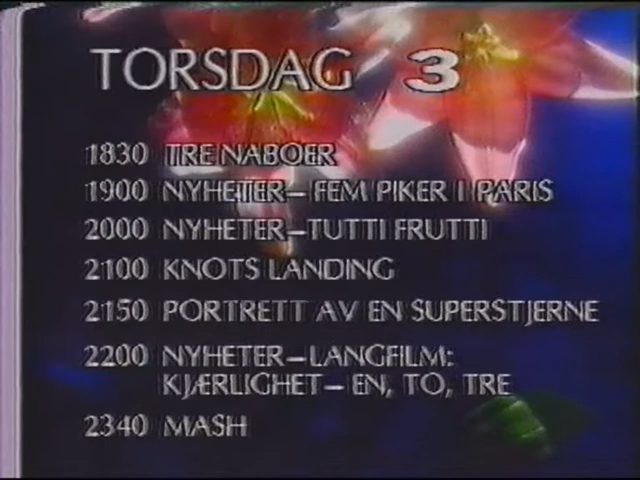 TORSDAG 3
1830 TRE NABOER
1900 NYHETER–FEM PIKER I PARIS
2000 NYHETER–TUTTI FRUTTI
2100 KNOTS LANDING
2150 PORTRETT AV EN SUPERSTJERNE
2200 NYHETER–LANGFILM:
KJÆRLIGHET–EN, TO, TRE
2340 MASH